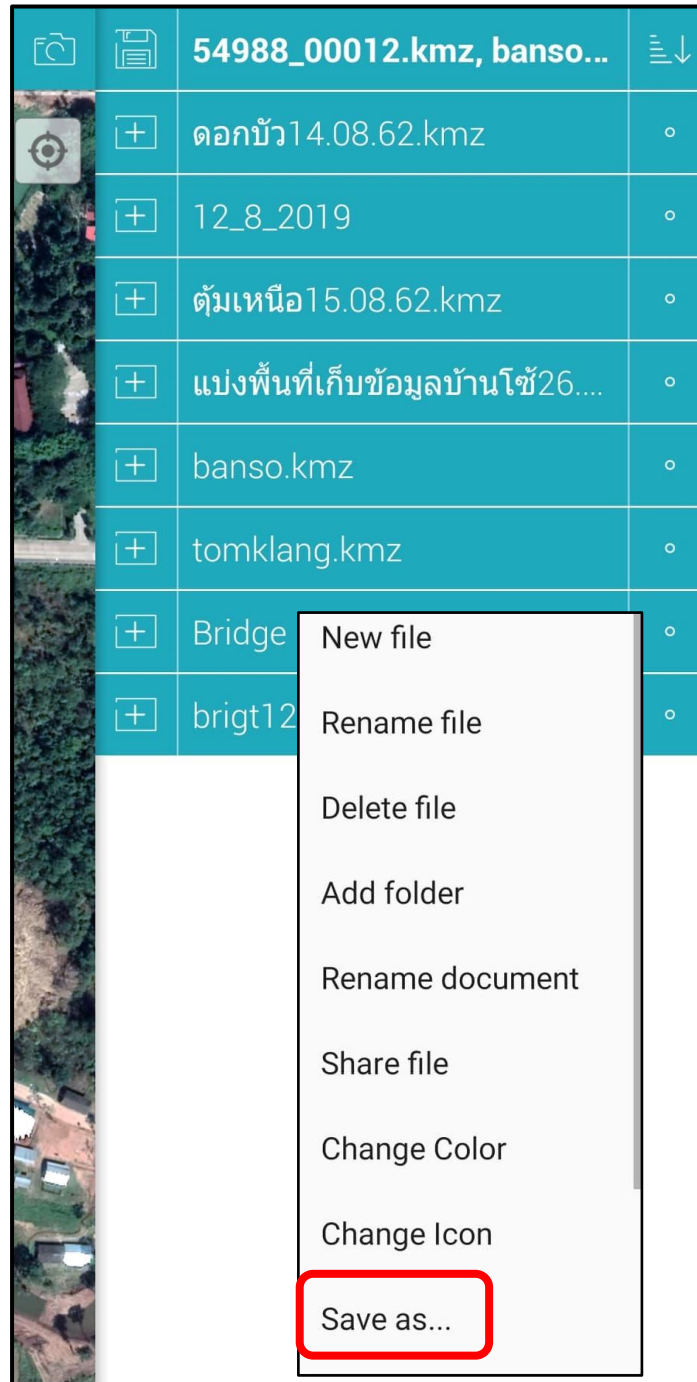 54988_00012.kmz, banso...
ดอกบัว14.08.62.kmz
12_8_2019
ตุ้มเหนือ15.08.62.kmz
แบ่งพื้นที่เก็บข้อมูลบ้านโซ้26....
banso.kmz
tomklang.kmz
Bridge
brigt12
New file
Rename file
Delete file
Add folder
Rename document
Share file
Change Color
Change Icon
Save as...